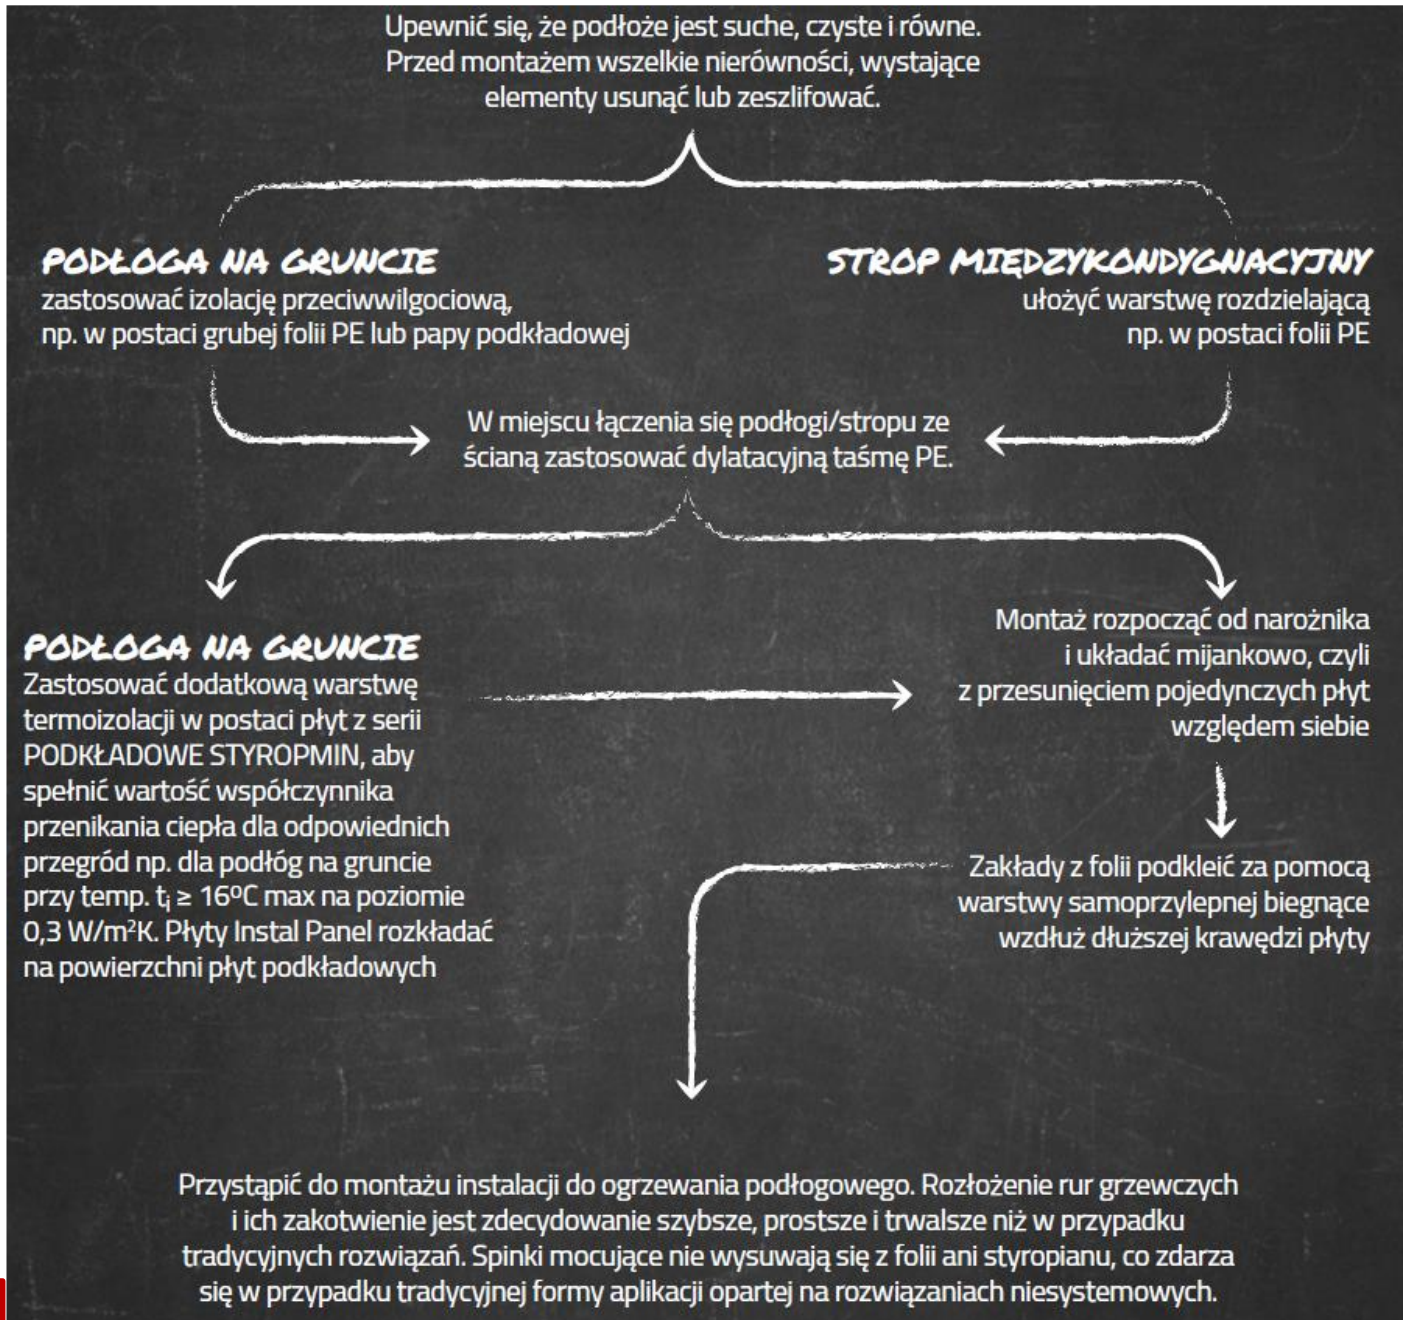 Upewnić się, że podłoże jest suche, czyste i równe.
Przed montażem wszelkie nierówności, wystające
elementy usunąć lub zeszlifować.
PODŁOGA NA GRUNCIE
zastosować izolację przeciwwilgociową,
np. w postaci grubej folii PE lub papy podkładowej
STROP MIĘDZYKONDYGNACYJNY
ułożyć warstwę rozdzielającą
np. w postaci folii PE
W miejscu łączenia się podłogi/stropu ze
ścianą zastosować dylatacyjną taśmę PE.
PODŁOGA NA GRUNCIE
Zastosować dodatkową warstwę
termoizolacji w postaci płyt z serii
PODKŁADOWE STYROPMIN, aby
spełnić wartość współczynnika
przenikania ciepła dla odpowiednich
przegród np. dla podłóg na gruncie
przy temp. tᵢ ≥ 16ºC max na poziomie
0,3 W/m²K. Płyty Instal Panel rozkładać
na powierzchni płyt podkładowych
Montaż rozpocząć od narożnika
i układać mijankowo, czyli
z przesunięciem pojedynczych płyt
względem siebie
Zakłady z folii podkleić za pomocą
warstwy samoprzylepnej biegnące
wzdłuż dłuższej krawędzi płyty
Przystąpić do montażu instalacji do ogrzewania podłogowego. Rozłożenie rur grzewczych
i ich zakotwienie jest zdecydowanie szybsze, prostsze i trwalsze niż w przypadku
tradycyjnych rozwiązań. Spinki mocujące nie wysuwają się z folii ani styropianu, co zdarza
się w przypadku tradycyjnej formy aplikacji opartej na rozwiązaniach niesystemowych.